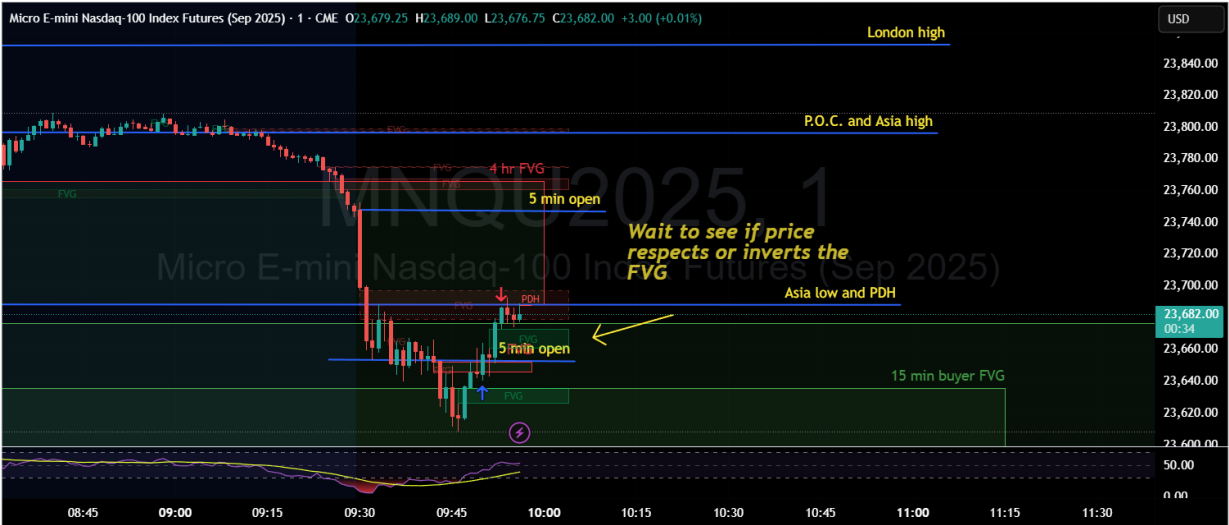 Micro E-mini Nasdaq-100 Index Futures (Sep 2025) · 1 · CME O23,679.25 H23,689.00 L23,676.75 C23,682.00 +3.00 (+0.01%)
USD
London high
23,840.00
23,820.00
FVG
FVG
FVG
P.O.C. and Asia high
23,800.00
MNQU2025, 1
23,780.00
FVG
4 hr FVG
FVG
23,760.00
FVG
5 min open
23,740.00
Wait to see if price
respects or inverts the
FVG
23,720.00
Micro E-mini Nasdaq-100 Index Futures (Sep 2025)
23,700.00
Asia low and PDH
PDH
FVG
23,682.00
00:34
FVG
FVG
5 min open
23,660.00
FVG
15 min buyer FVG
23,640.00
FVG
23,620.00
23,600.00
50.00
0.00
08:45 09:00 09:15 09:30 09:45 10:00 10:15 10:30 10:45 11:00 11:15 11:30